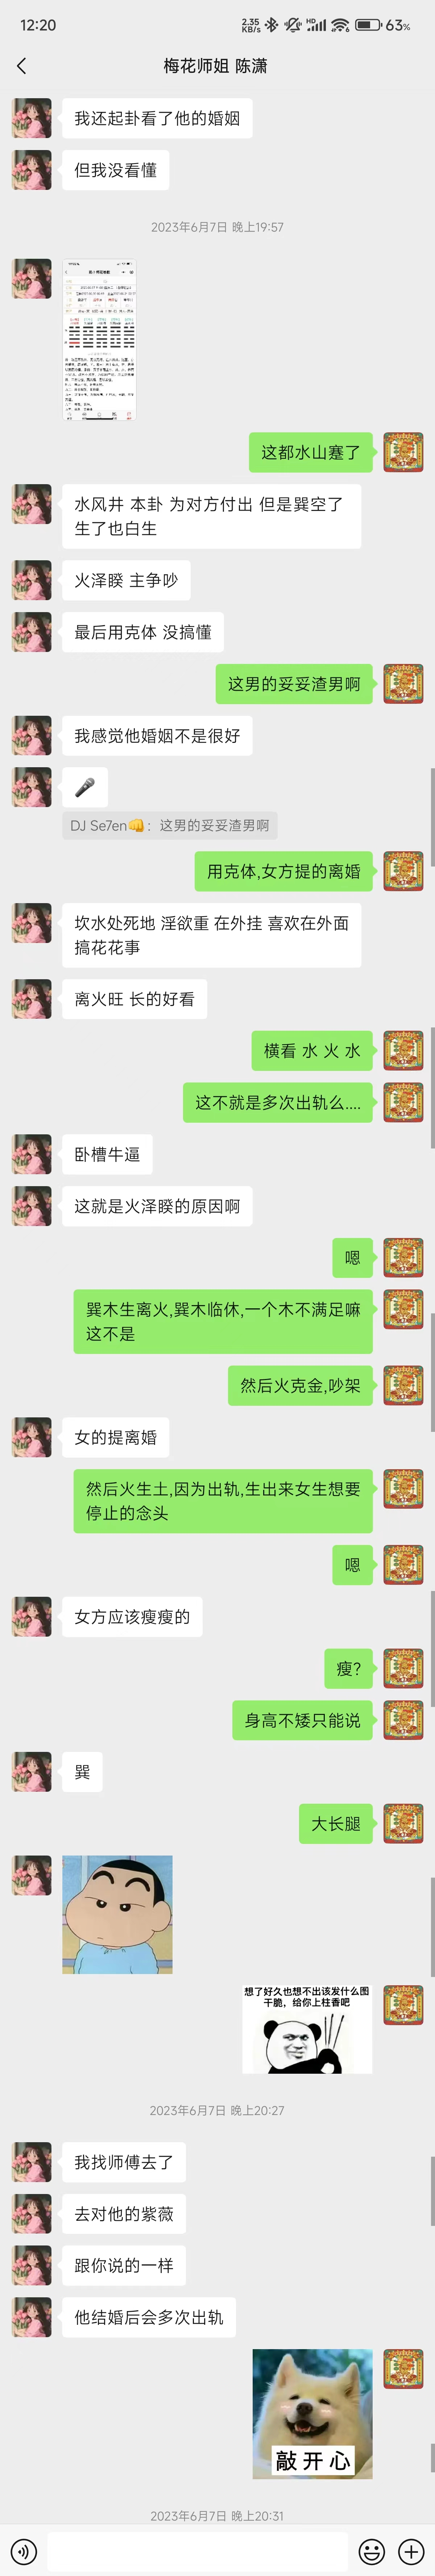 12:20
2.35 KB/s
HD
63%
梅花师姐 陈潇
我还起卦看了他的婚姻
但我没看懂
2023年6月7日 晚上19:57
这都水山塞了
水风井 本卦 为对方付出 但是巽空了
生了也白生
火泽睽 主争吵
最后用克体 没搞懂
这男的妥妥渣男啊
我感觉他婚姻不是很好
DJ Se7en👊：这男的妥妥渣男啊
用克体,女方提的离婚
坎水处死地 淫欲重 在外挂 喜欢在外面
搞花花事
离火旺 长的好看
横看 水 火 水
这不就是多次出轨么....
卧槽牛逼
这就是火泽睽的原因啊
嗯
巽木生离火,巽木临休,一个木不满足嘛
这不是
然后火克金,吵架
女的提离婚
然后火生土,因为出轨,生出来女生想要
停止的念头
嗯
女方应该瘦瘦的
瘦?
身高不矮只能说
巽
大长腿
想了好久也想不出该发什么图
干脆，给你上柱香吧
2023年6月7日 晚上20:27
我找师傅去了
去对他的紫薇
跟你说的一样
他结婚后会多次出轨
敲开心
2023年6月7日 晚上20:31